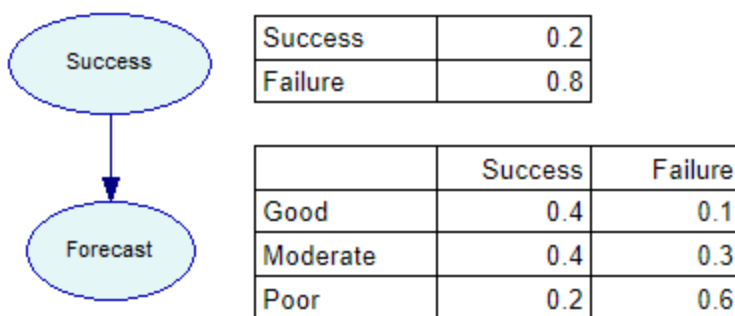 Success
Success 0.2
Failure 0.8
Forecast
Success Failure
Good 0.4 0.1
Moderate 0.4 0.3
Poor 0.2 0.6